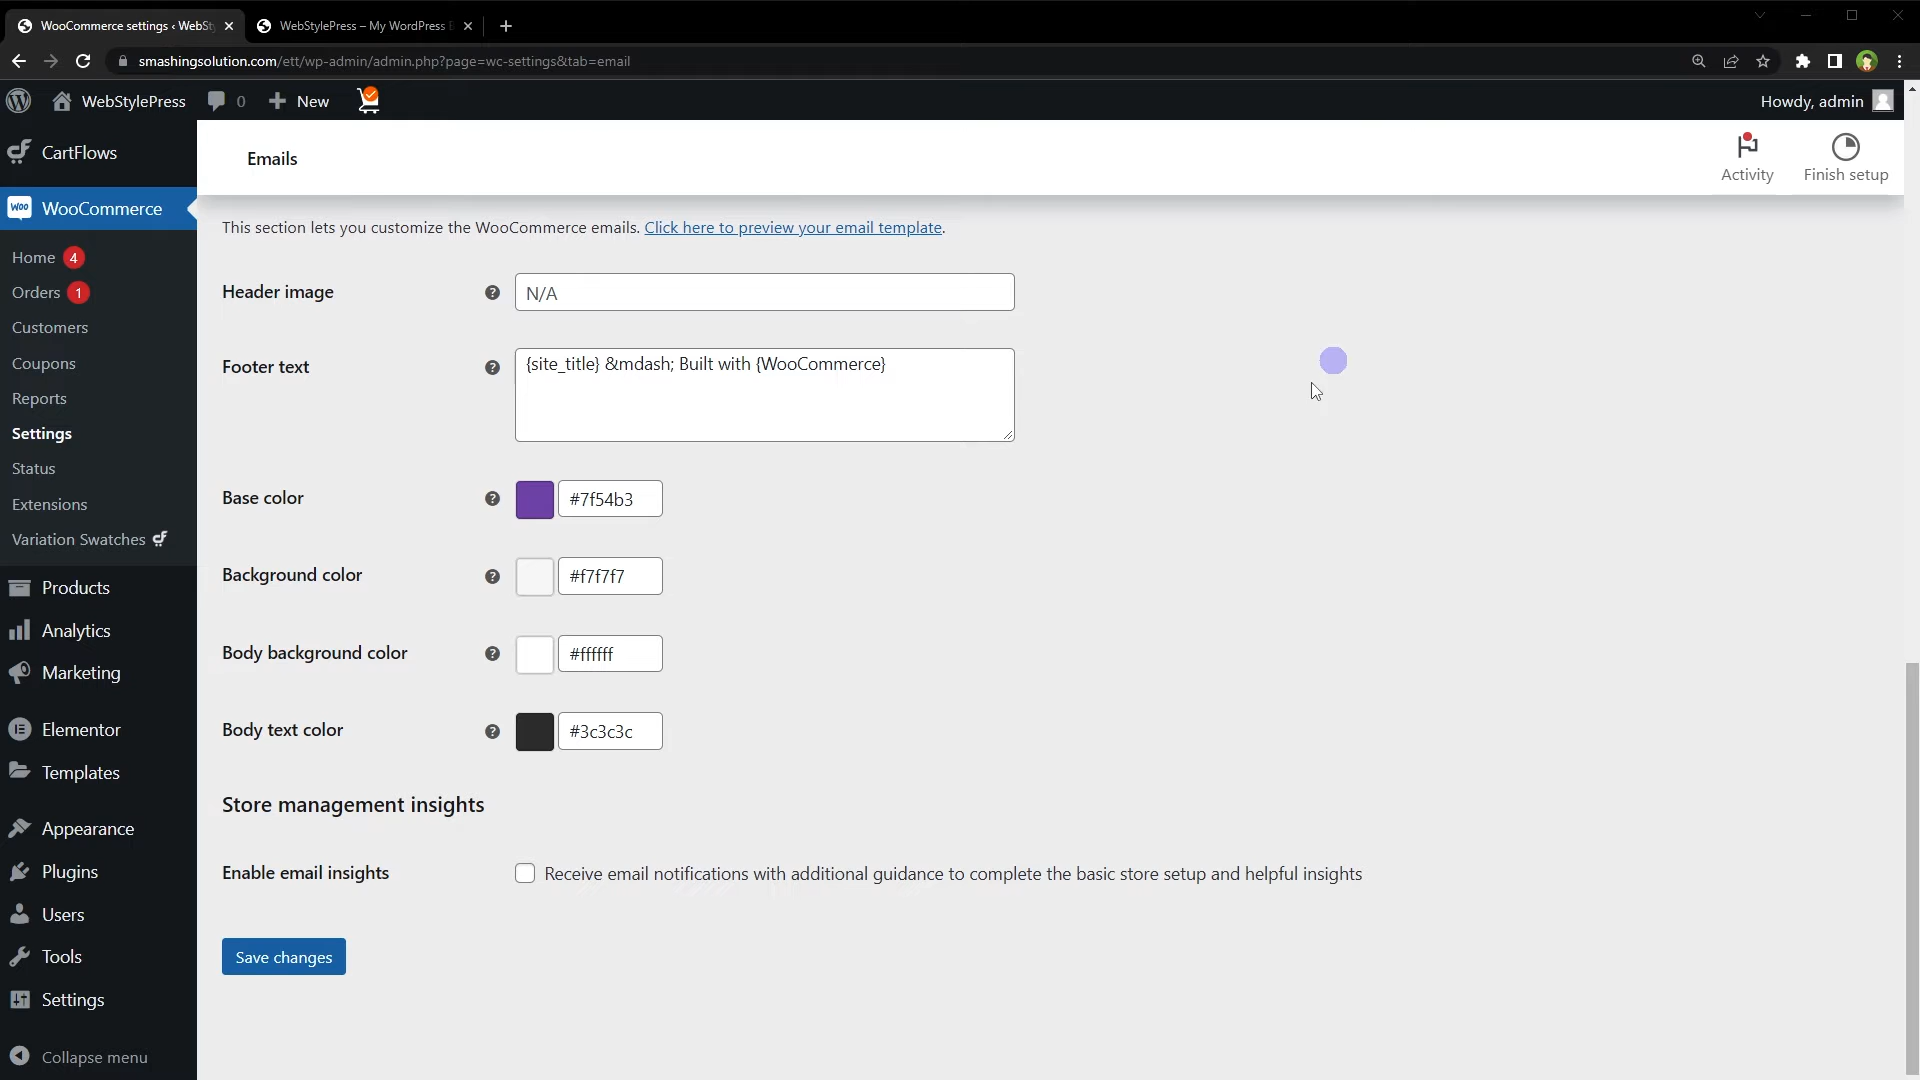 WooCommerce settings ‹ WebSt
WebStylePress – My WordPress
smashingsolution.com/ett/wp-admin/admin.php?page=wc-settings&tab=email
WebStylePress
0
New
Howdy, admin
CartFlows
Emails
Activity
Finish setup
Woo
WooCommerce
Home 4
Orders 1
Customers
Coupons
Reports
Settings
Status
Extensions
Variation Swatches
Products
Analytics
Marketing
Elementor
Templates
Appearance
Plugins
Users
Tools
Settings
Collapse menu
This section lets you customize the WooCommerce emails. Click here to preview your email template.
Header image
N/A
Footer text
{site_title} &mdash; Built with {WooCommerce}
Base color
#7f54b3
Background color
#f7f7f7
Body background color
#ffffff
Body text color
#3c3c3c
Store management insights
Enable email insights
Receive email notifications with additional guidance to complete the basic store setup and helpful insights
Save changes